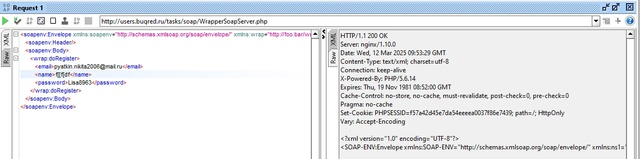 Request 1
http://users.buqred.ru/tasks/soap/WrapperSoapServer.php
XML
Raw
<soapenv:Envelope xmlns:soapenv="http://schemas.xmlsoap.org/soap/envelope/" xmlns:wrap="http://foo.bar/w
<soapenv:Header/>
<soapenv:Body>
<wrap:doRegister>
<email>pyatkin.nikita2006@mail.ru</email>
<password>Lisa8963</password>
</wrap:doRegister>
</soapenv:Body>
</soapenv:Envelope>
XML
Raw
HTTP/1.1 200 OK
Server: nginx/1.10.0
Date: Wed, 12 Mar 2025 09:53:29 GMT
Content-Type: text/xml; charset=utf-8
Connection: keep-alive
X-Powered-By: PHP/5.6.14
Expires: Thu, 19 Nov 1981 08:52:00 GMT
Cache-Control: no-store, no-cache, must-revalidate, post-check=0, pre-check=0
Pragma: no-cache
Set-Cookie: PHPSESSID=f57a42d45e7da54eeeea0037f86e7439; path=/; HttpOnly
Vary: Accept-Encoding
<?xml version="1.0" encoding="UTF-8"?>
<SOAP-ENV:Envelope xmlns:SOAP-ENV="http://schemas.xmlsoap.org/soap/envelope/" xmlns:ns1="